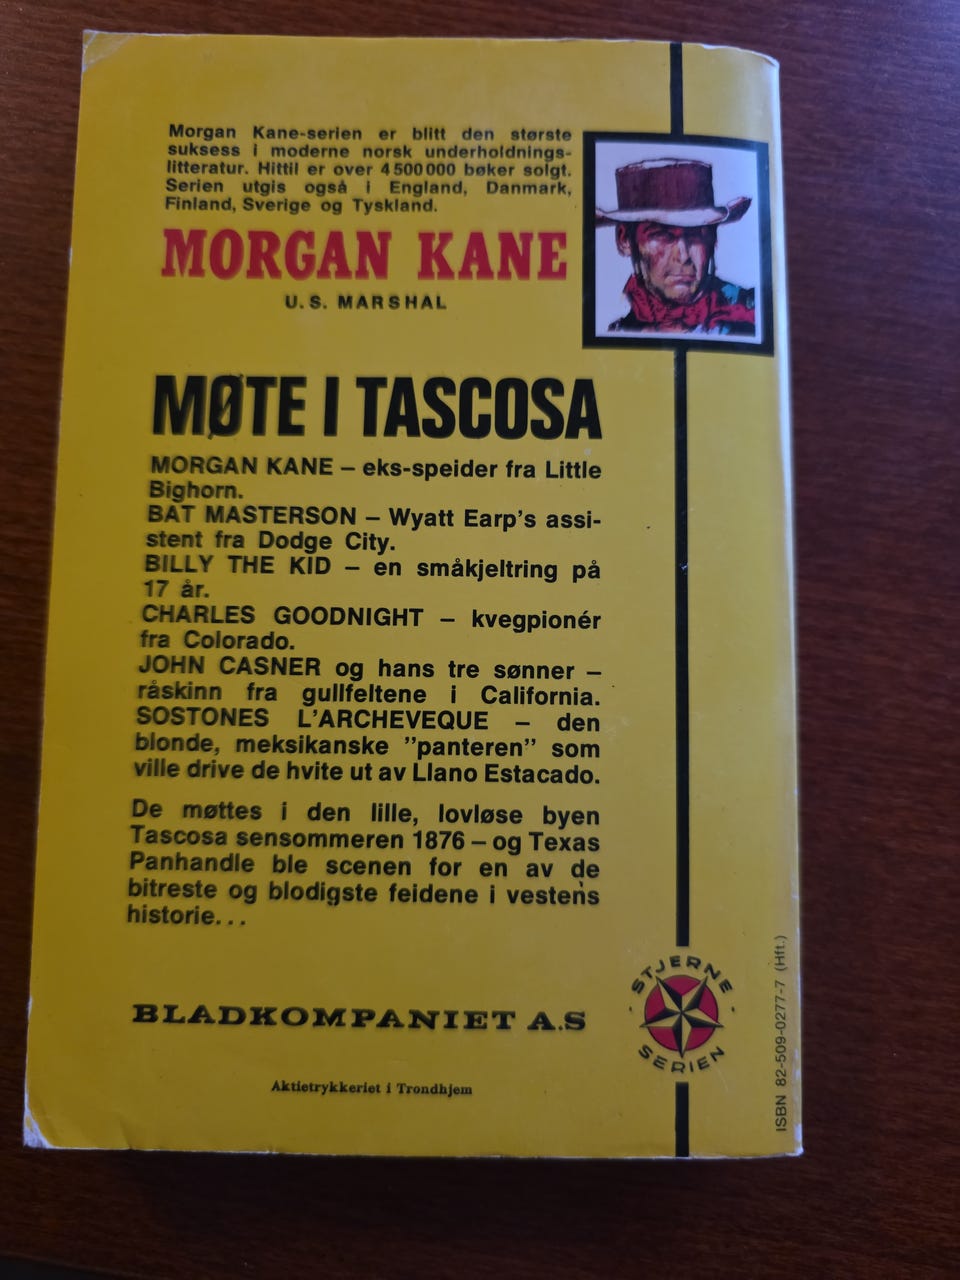 Morgan Kane-serien er blitt den største
suksess i moderne norsk underholdnings-
litteratur. Hittil er over 4 500 000 bøker solgt.
Serien utgis også i England, Danmark,
Finland, Sverige og Tyskland.
MORGAN KANE
U.S. MARSHAL
MØTE I TASCOSA
MORGAN KANE – eks-speider fra Little
Bighorn.
BAT MASTERSON – Wyatt Earp's assi-
stent fra Dodge City.
BILLY THE KID – en småkjeltring på
17 år.
CHARLES GOODNIGHT – kvegpionér
fra Colorado.
JOHN CASNER og hans tre sønner –
råskinn fra gullfeltene i California.
SOSTONES L'ARCHEVEQUE – den
blonde, meksikanske "panteren" som
ville drive de hvite ut av Llano Estacado.
De møttes i den lille, lovløse byen
Tascosa sensommeren 1876 – og Texas
Panhandle ble scenen for en av de
bitreste og blodigste feidene i vestens
historie...
BLADKOMPANIET A.S
Aktietrykkeriet i Trondhjem
· STJERNE ·
SERIEN
ISBN 82-509-0277-7 (Hft.)